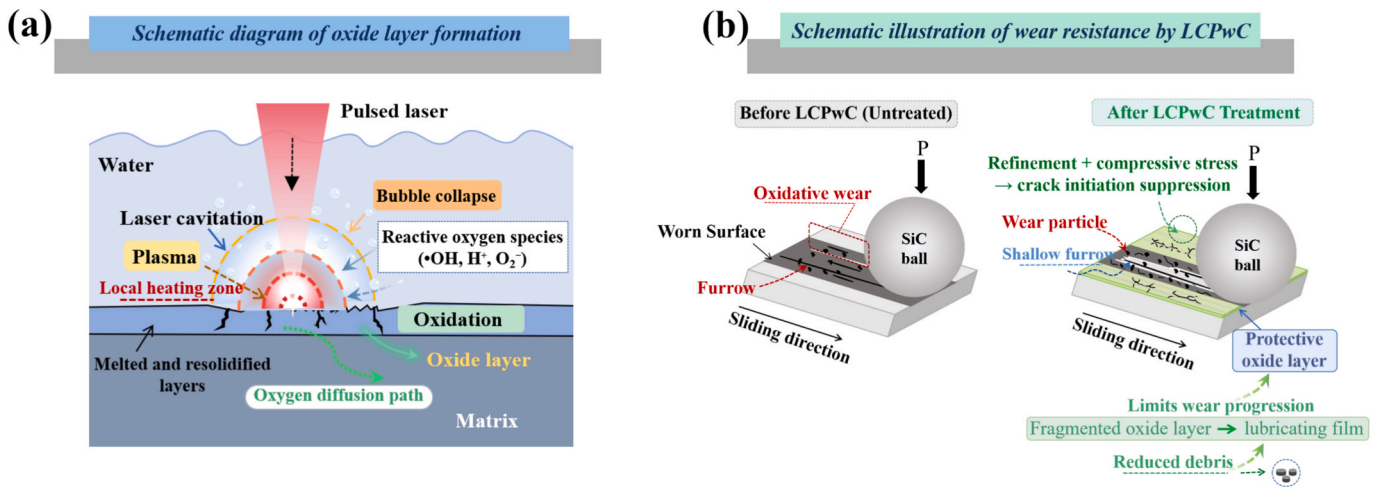 (a)
Schematic diagram of oxide layer formation
Pulsed laser
Water
Bubble collapse
Laser cavitation
Reactive oxygen species
(•OH, H⁺, O₂⁻)
Plasma
Local heating zone
Oxidation
Melted and resolidified
layers
Oxide layer
Oxygen diffusion path
Matrix
(b)
Schematic illustration of wear resistance by LCPwC
Before LCPwC (Untreated)
P
Oxidative wear
Worn Surface
SiC
ball
Furrow
Sliding direction
After LCPwC Treatment
P
Refinement + compressive stress
→ crack initiation suppression
Wear particle
Shallow furrow
SiC
ball
Sliding direction
Protective
oxide layer
Limits wear progression
Fragmented oxide layer → lubricating film
Reduced debris